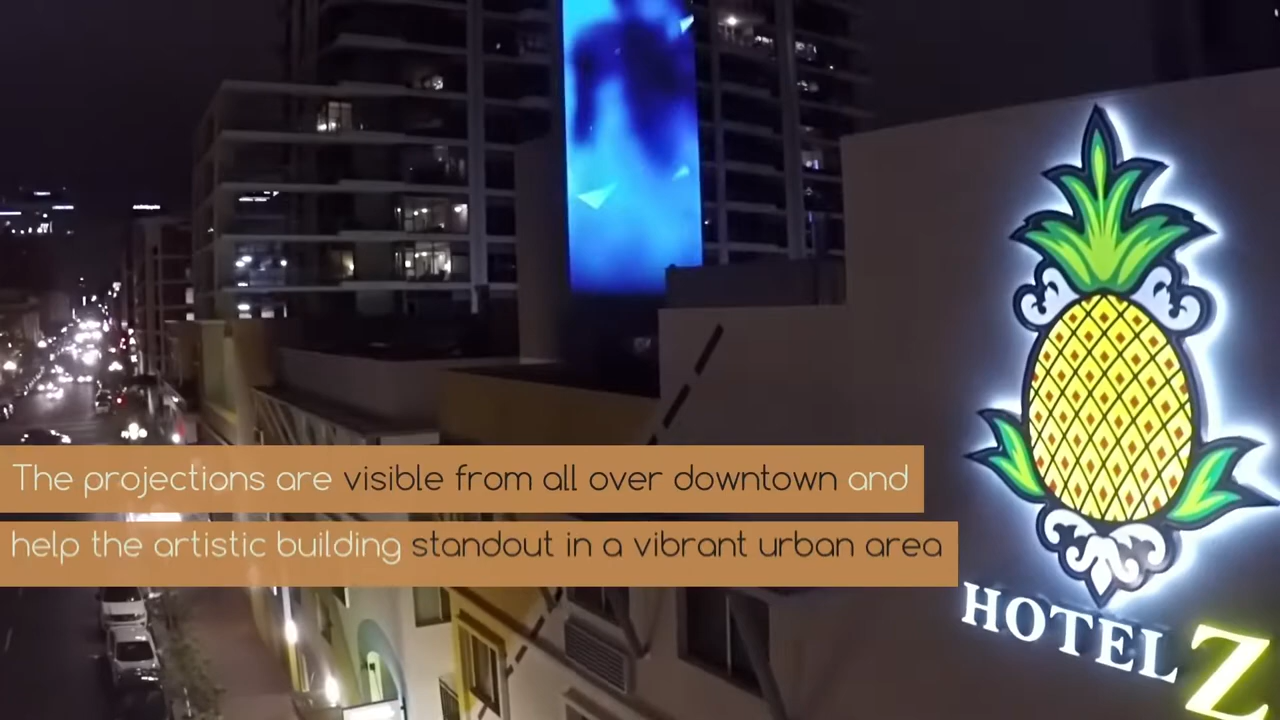 The projections are visible from all over downtown and
help the artistic building standout in a vibrant urban area
HOTEL Z